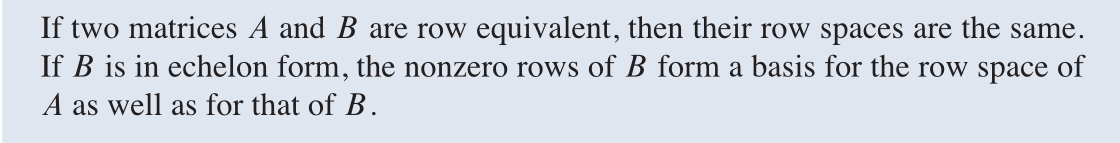 If two matrices A and B are row equivalent, then their row spaces are the same.
If B is in echelon form, the nonzero rows of B form a basis for the row space of
A as well as for that of B.